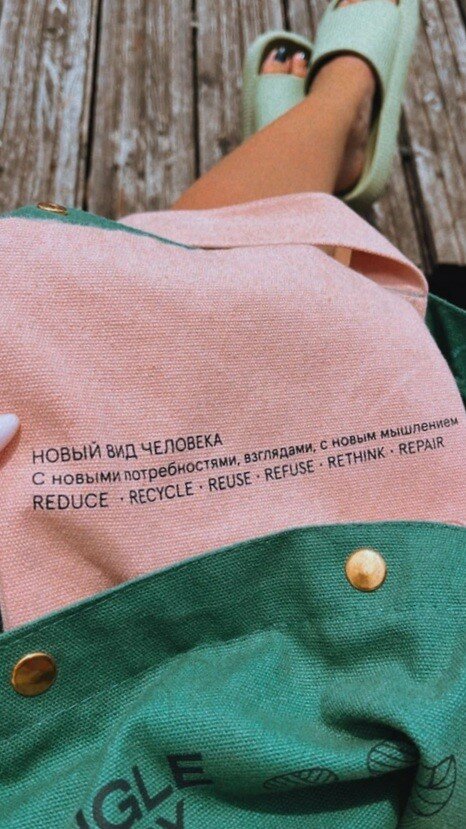 НОВЫЙ ВИД ЧЕЛОВЕКА
С новыми потребностями, взглядами, с новым мышлением
REDUCE · RECYCLE · REUSE · REFUSE · RETHINK · REPAIR